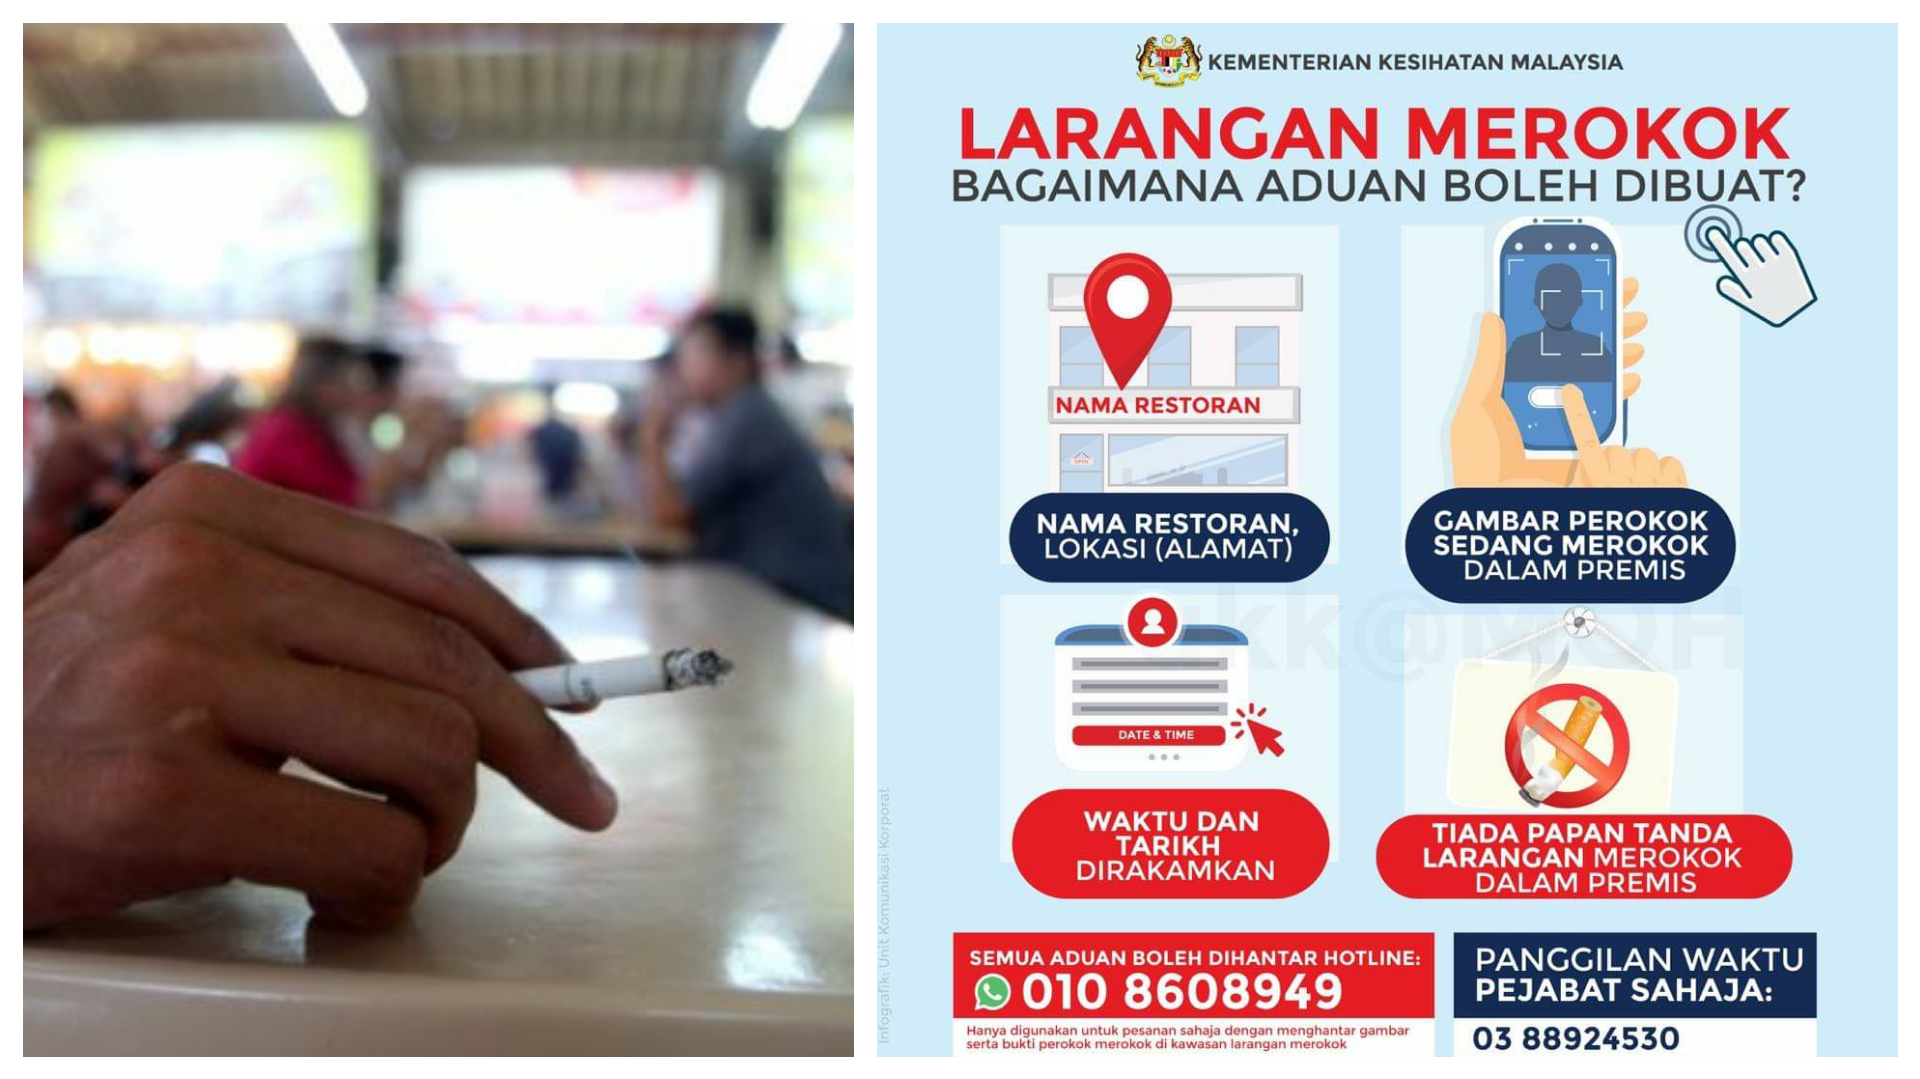 KEMENTERIAN KESIHATAN MALAYSIA
LARANGAN MEROKOK
BAGAIMANA ADUAN BOLEH DIBUAT?
NAMA RESTORAN
OPEN
NAMA RESTORAN,
LOKASI (ALAMAT)
GAMBAR PEROKOK
SEDANG MEROKOK
DALAM PREMIS
ukk@MOH
DATE & TIME
WAKTU DAN
TARIKH
DIRAKAMKAN
TIADA PAPAN TANDA
LARANGAN MEROKOK
DALAM PREMIS
Infografik: Unit Komunikasi Korporat
SEMUA ADUAN BOLEH DIHANTAR HOTLINE:
010 8608949
Hanya digunakan untuk pesanan sahaja dengan menghantar gambar
serta bukti perokok merokok di kawasan larangan merokok
PANGGILAN WAKTU
PEJABAT SAHAJA:
03 88924530